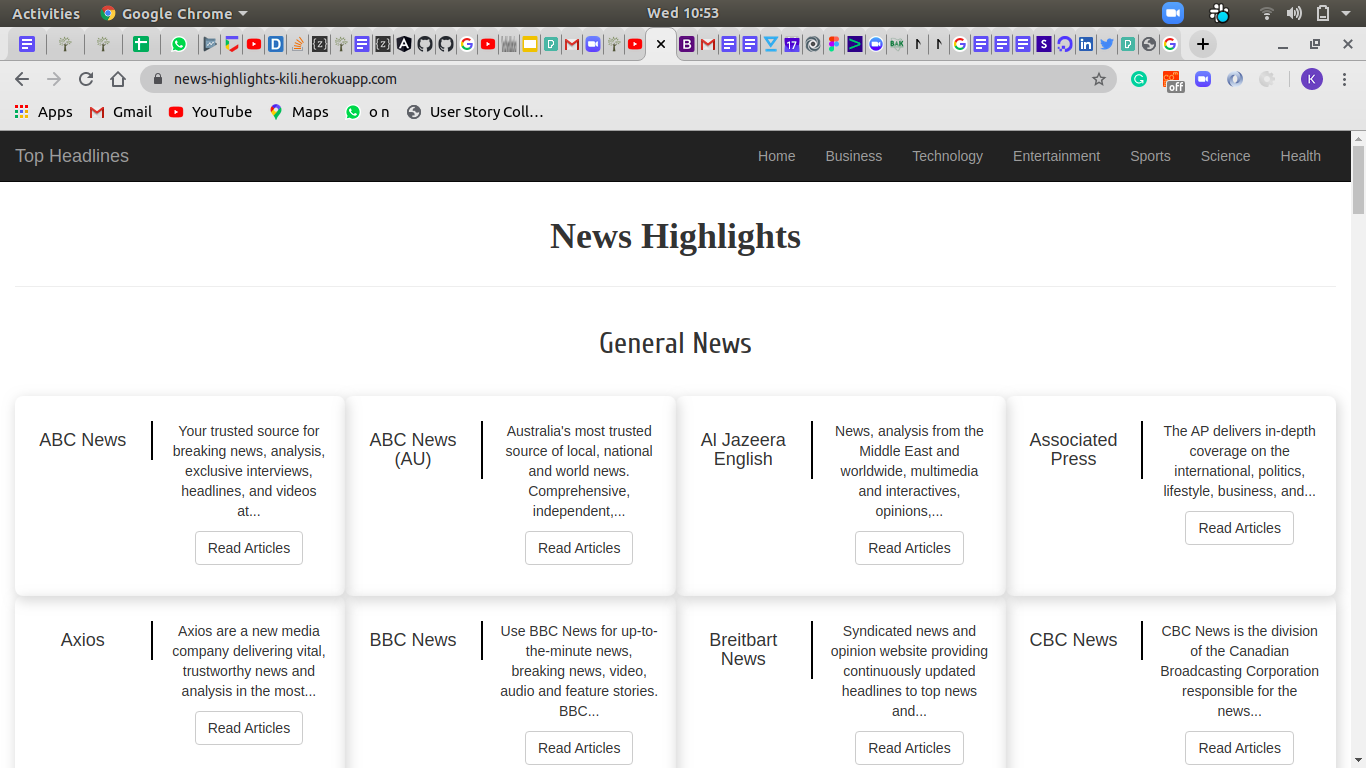 Activities Google Chrome Wed 10:53
17 BAK
news-highlights-kili.herokuapp.com off K
Apps Gmail YouTube Maps o n User Story Coll…
Top Headlines Home Business Technology Entertainment Sports Science Health
News Highlights
General News
ABC News
Your trusted source for
breaking news, analysis,
exclusive interviews,
headlines, and videos
at...
Read Articles
ABC News
(AU)
Australia's most trusted
source of local, national
and world news.
Comprehensive,
independent,...
Read Articles
Al Jazeera
English
News, analysis from the
Middle East and
worldwide, multimedia
and interactives,
opinions,...
Read Articles
Associated
Press
The AP delivers in-depth
coverage on the
international, politics,
lifestyle, business, and...
Read Articles
Axios
Axios are a new media
company delivering vital,
trustworthy news and
analysis in the most...
Read Articles
BBC News
Use BBC News for up-to-
the-minute news,
breaking news, video,
audio and feature stories.
BBC...
Read Articles
Breitbart
News
Syndicated news and
opinion website providing
continuously updated
headlines to top news
and...
Read Articles
CBC News
CBC News is the division
of the Canadian
Broadcasting Corporation
responsible for the
news...
Read Articles